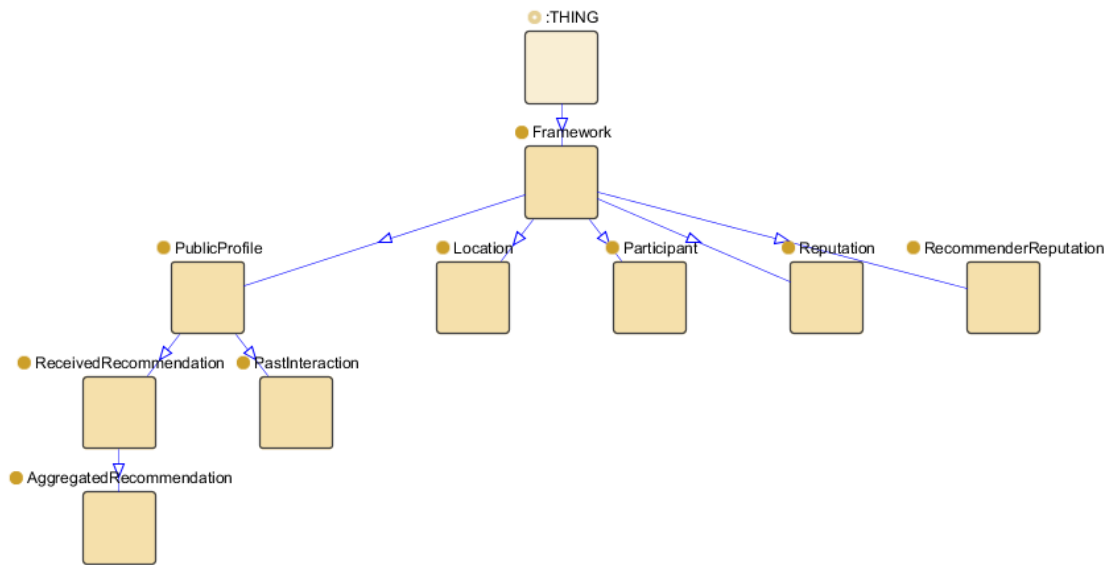 :THING
Framework
PublicProfile
Location
Participant
Reputation
RecommenderReputation
ReceivedRecommendation
PastInteraction
AggregatedRecommendation